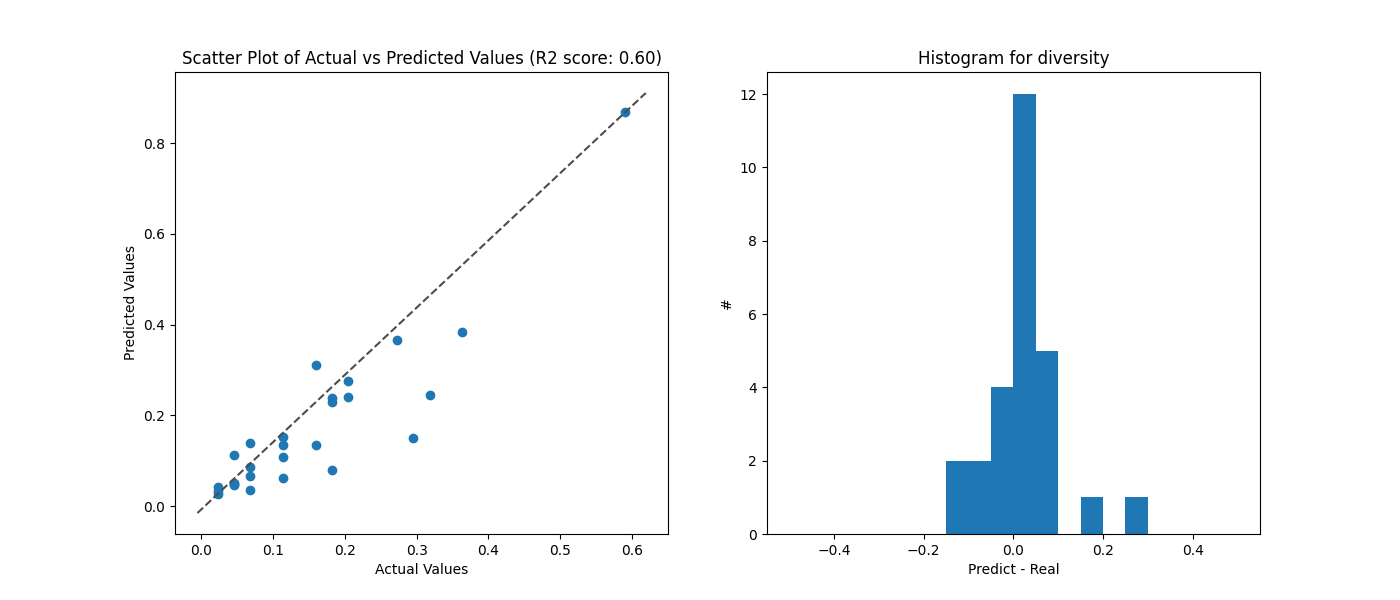 Scatter Plot of Actual vs Predicted Values (R2 score: 0.60)
Predicted Values
0.8
0.6
0.4
0.2
0.0
0.0 0.1 0.2 0.3 0.4 0.5 0.6
Actual Values
Histogram for diversity
#
12
10
8
6
4
2
0
−0.4 −0.2 0.0 0.2 0.4
Predict - Real